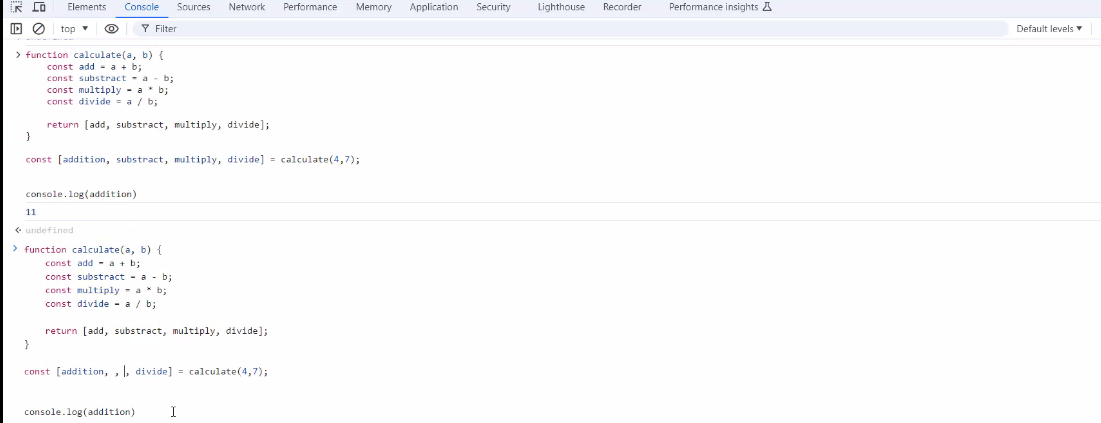 Elements Console Sources Network Performance Memory Application Security Lighthouse Recorder Performance insights
top Filter Default levels
undefined
function calculate(a, b) {
const add = a + b;
const substract = a - b;
const multiply = a * b;
const divide = a / b;
return [add, substract, multiply, divide];
}
const [addition, substract, multiply, divide] = calculate(4,7);
console.log(addition)
11
undefined
function calculate(a, b) {
const add = a + b;
const substract = a - b;
const multiply = a * b;
const divide = a / b;
return [add, substract, multiply, divide];
}
const [addition, , , divide] = calculate(4,7);
console.log(addition)